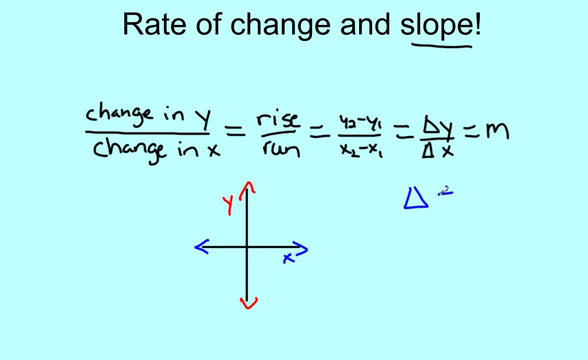 Rate of change and slope!
change in y / change in x = rise / run = y₂-y₁ / x₂-x₁ = Δy / Δx = m
y
x
Δ =